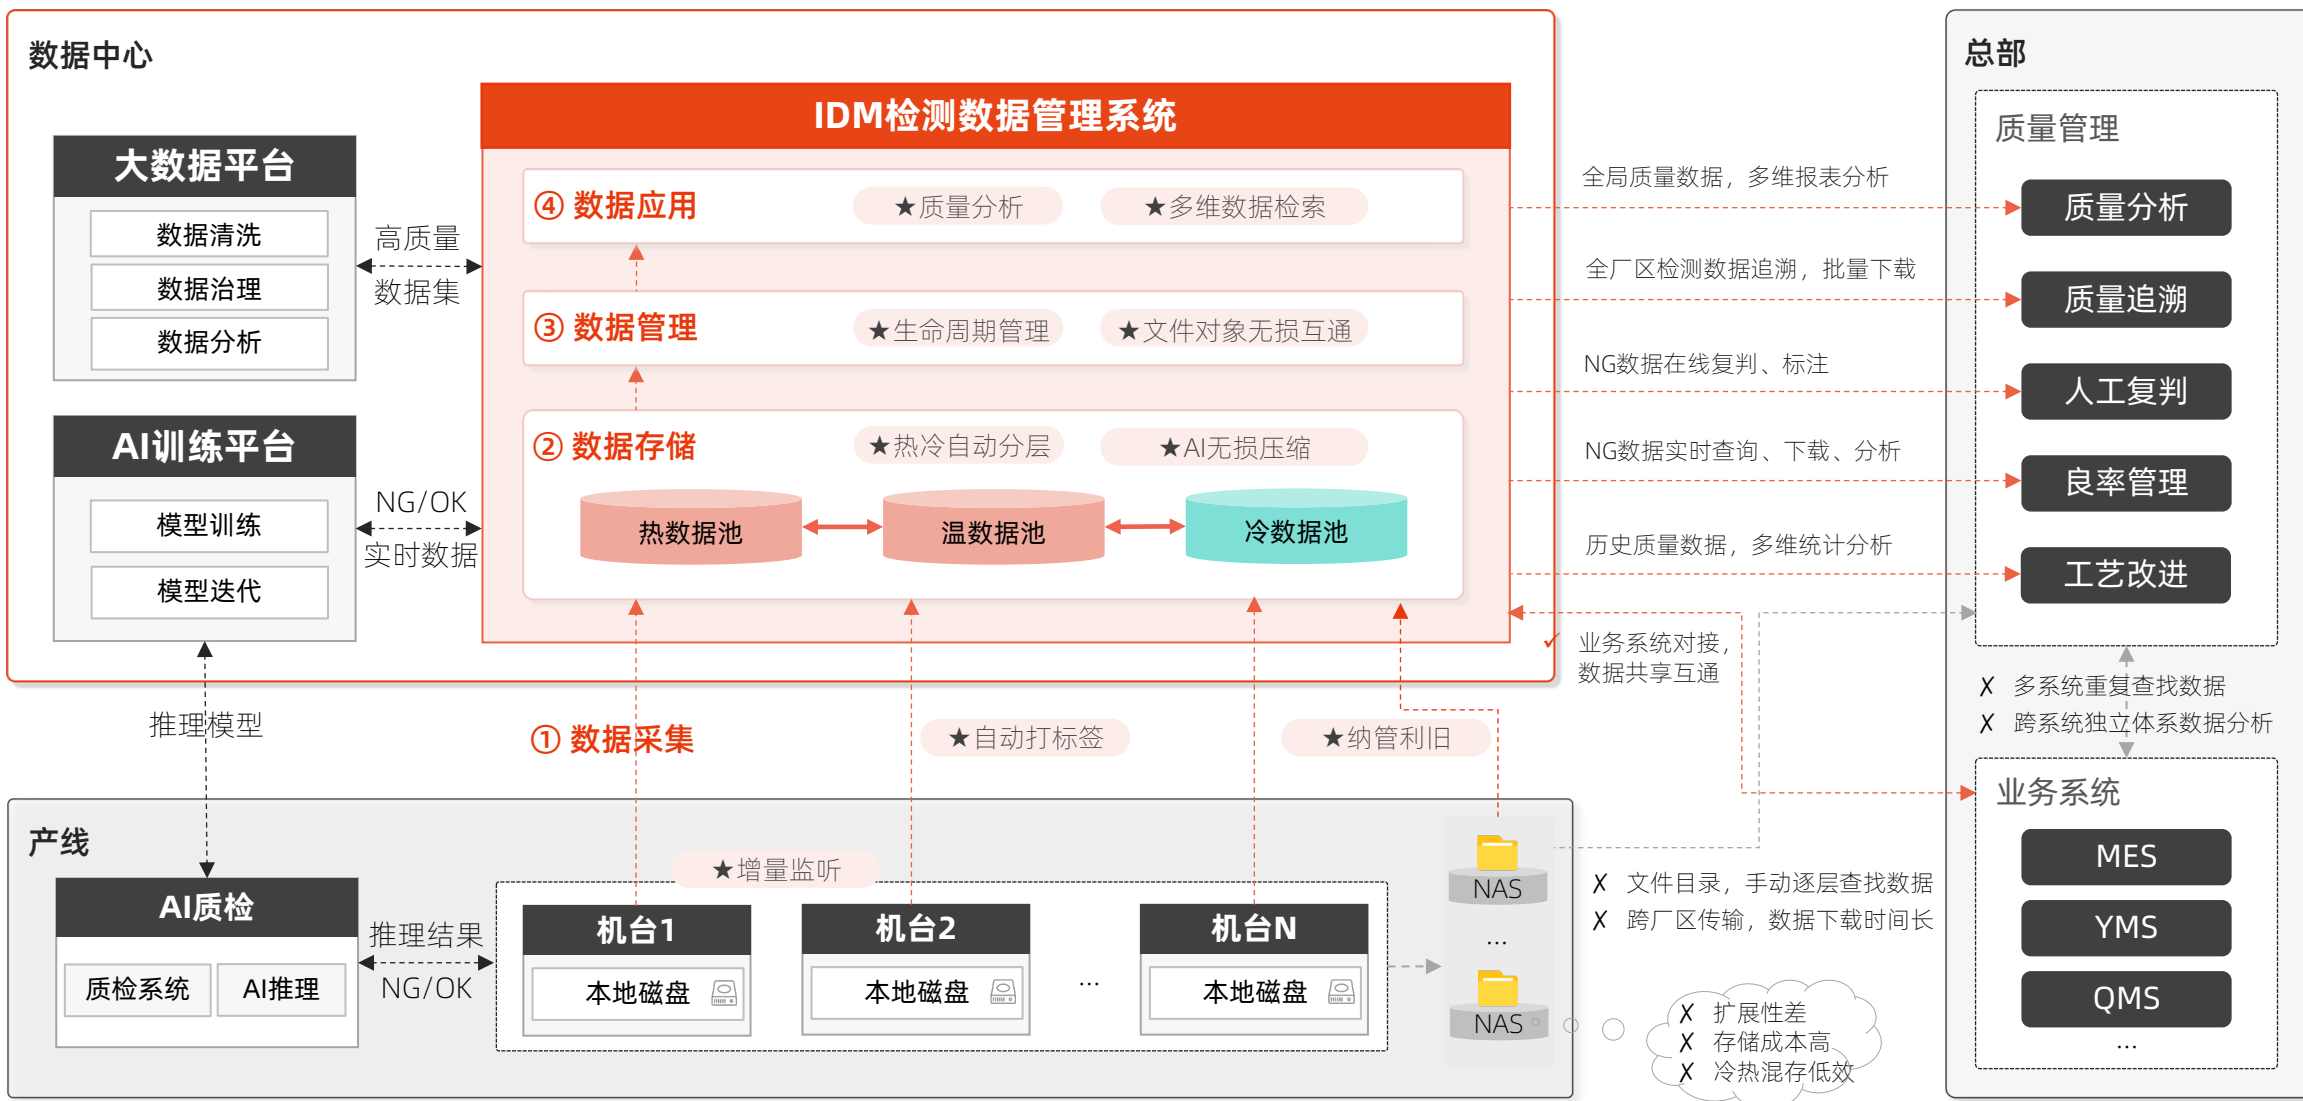 数据中心
大数据平台
数据清洗
数据治理
数据分析
高质量
数据集
AI训练平台
模型训练
模型迭代
NG/OK
实时数据
IDM检测数据管理系统
④ 数据应用
★质量分析
★多维数据检索
③ 数据管理
★生命周期管理
★文件对象无损互通
② 数据存储
★热冷自动分层
★AI无损压缩
热数据池
温数据池
冷数据池
推理模型
① 数据采集
★自动打标签
★纳管利旧
产线
AI质检
质检系统
AI推理
推理结果
NG/OK
★增量监听
机台1
本地磁盘
机台2
本地磁盘
...
机台N
本地磁盘
NAS
...
NAS
全局质量数据，多维报表分析
全厂区检测数据追溯，批量下载
NG数据在线复判、标注
NG数据实时查询、下载、分析
历史质量数据，多维统计分析
✓ 业务系统对接，
数据共享互通
✗ 文件目录，手动逐层查找数据
✗ 跨厂区传输，数据下载时间长
✗ 扩展性差
✗ 存储成本高
✗ 冷热混存低效
总部
质量管理
质量分析
质量追溯
人工复判
良率管理
工艺改进
✗ 多系统重复查找数据
✗ 跨系统独立体系数据分析
业务系统
MES
YMS
QMS
...